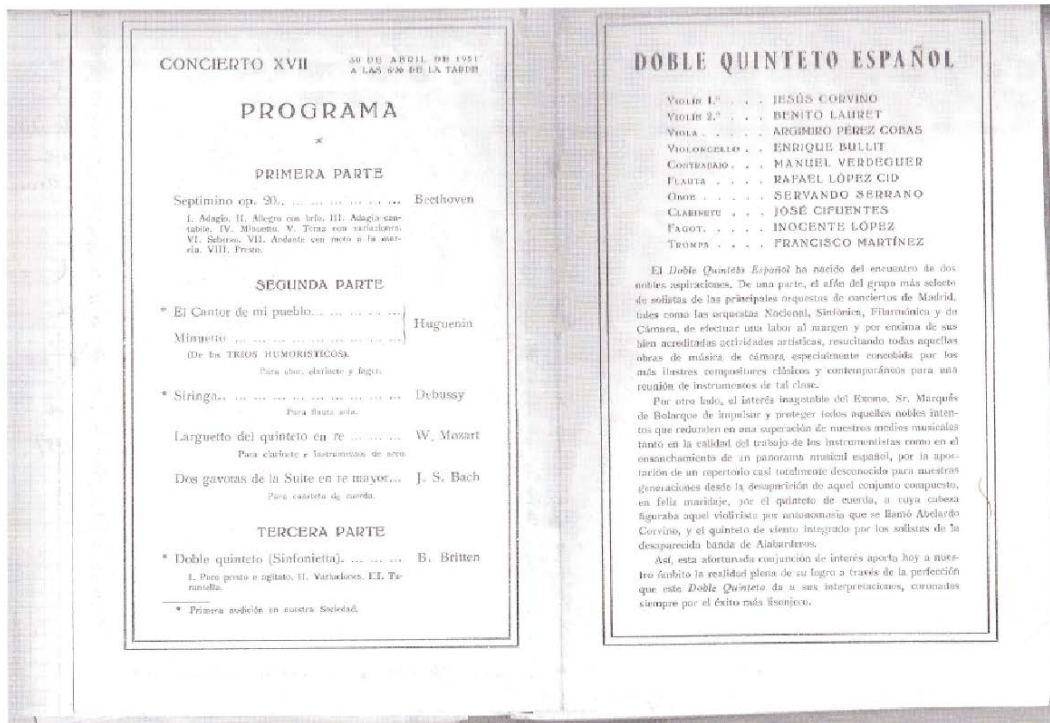 CONCIERTO XVII
30 DE ABRIL DE 1951
A LAS 6'30 DE LA TARDE
PROGRAMA
*
PRIMERA PARTE
Septimino op. 20.. ... ... ... ... ... ... Beethoven
I. Adagio. II. Allegro con brio. III. Adagio can-
tabile. IV. Minuetto. V. Tema con variaciones.
VI. Scherzo. VII. Andante con moto a la mar-
cia. VIII. Presto.
SEGUNDA PARTE
* El Cantor de mi pueblo... ... ... ... ...
Minuetto ... ... ... ... ... ... ... ... ...
Huguenin
(De los TRIOS HUMORISTICOS).
Para oboe, clarinete y fagot.
* Siringa.. ... ... ... ... ... ... ... ... Debussy
Para flauta sola.
Larguetto del quinteto en re ... ... ... W. Mozart
Para clarinete e instrumentos de arco.
Dos gavotas de la Suite en re mayor... J. S. Bach
Para quinteto de cuerda.
TERCERA PARTE
* Doble quinteto (Sinfonietta). ... ... ... B. Britten
I. Poco presto e agitato. II. Variaciones. III. Ta-
rantella.
* Primera audición en nuestra Sociedad.
DOBLE QUINTETO ESPAÑOL
VIOLÍN 1.º . . . JESÚS CORVINO
VIOLÍN 2.º . . . BENITO LAURET
VIOLA . . . . . ARGIMIRO PÉREZ COBAS
VIOLONCELLO . . ENRIQUE BULLIT
CONTRABAJO . . MANUEL VERDEGUER
FLAUTA . . . . RAFAEL LÓPEZ CID
OBOE . . . . . SERVANDO SERRANO
CLARINETE . . . JOSÉ CIFUENTES
FAGOT. . . . . INOCENTE LÓPEZ
TROMPA . . . . FRANCISCO MARTÍNEZ
El Doble Quinteto Español ha nacido del encuentro de dos
nobles aspiraciones. De una parte, el afán del grupo más selecto
de solistas de las principales orquestas de conciertos de Madrid,
tales como las orquestas Nacional, Sinfónica, Filarmónica y de
Cámara, de efectuar una labor al margen y por encima de sus
bien acreditadas actividades artísticas, resucitando todas aquellas
obras de música de cámara especialmente concebida por los
más ilustres compositores clásicos y contemporáneos para una
reunión de instrumentos de tal clase.
Por otro lado, el interés inagotable del Excmo. Sr. Marqués
de Bolarque de impulsar y proteger todos aquellos nobles inten-
tos que redunden en una superación de nuestros medios musicales
tanto en la calidad del trabajo de los instrumentistas como en el
ensanchamiento de un panorama musical español, por la apor-
tación de un repertorio casi totalmente desconocido para nuestras
generaciones desde la desaparición de aquel conjunto compuesto,
en feliz maridaje, por el quinteto de cuerda, a cuya cabeza
figuraba aquel violinista por antonomasia que se llamó Abelardo
Corvino, y el quinteto de viento integrado por los solistas de la
desaparecida banda de Alabarderos.
Así, esta afortunada conjunción de interés aporta hoy a nues-
tro ámbito la realidad plena de su logro a través de la perfección
que este Doble Quinteto da a sus interpretaciones, coronadas
siempre por el éxito más lisonjero.